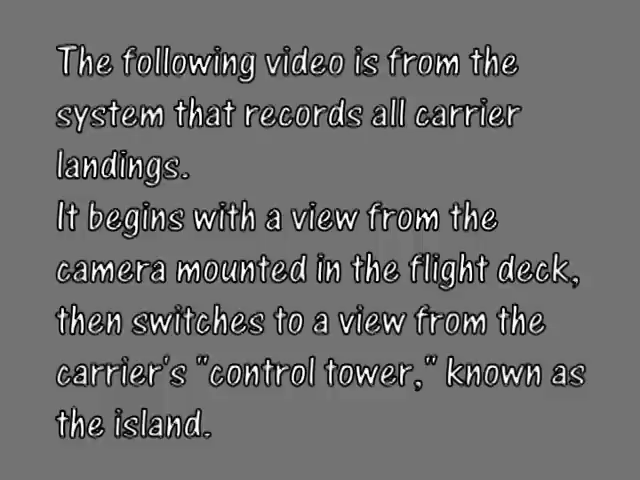 The following video is from the
system that records all carrier
landings.
It begins with a view from the
camera mounted in the flight deck,
then switches to a view from the
carrier's "control tower," known as
the island.